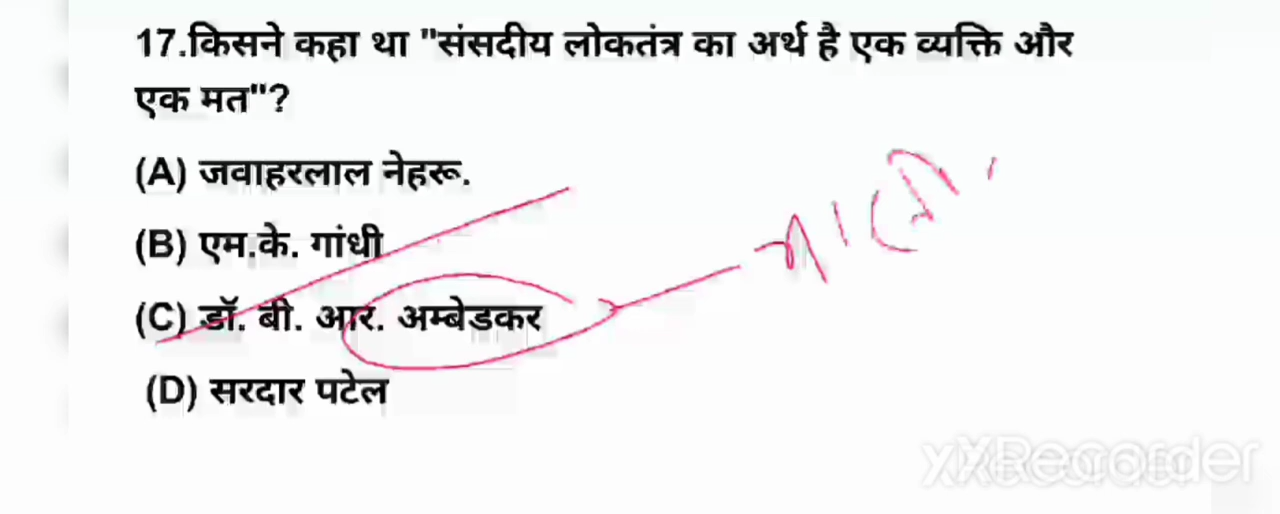 17.किसने कहा था "संसदीय लोकतंत्र का अर्थ है एक व्यक्ति और
एक मत"?
(A) जवाहरलाल नेहरू.
(B) एम.के. गांधी
(C) डॉ. बी. आर. अम्बेडकर
(D) सरदार पटेल
XRecorder